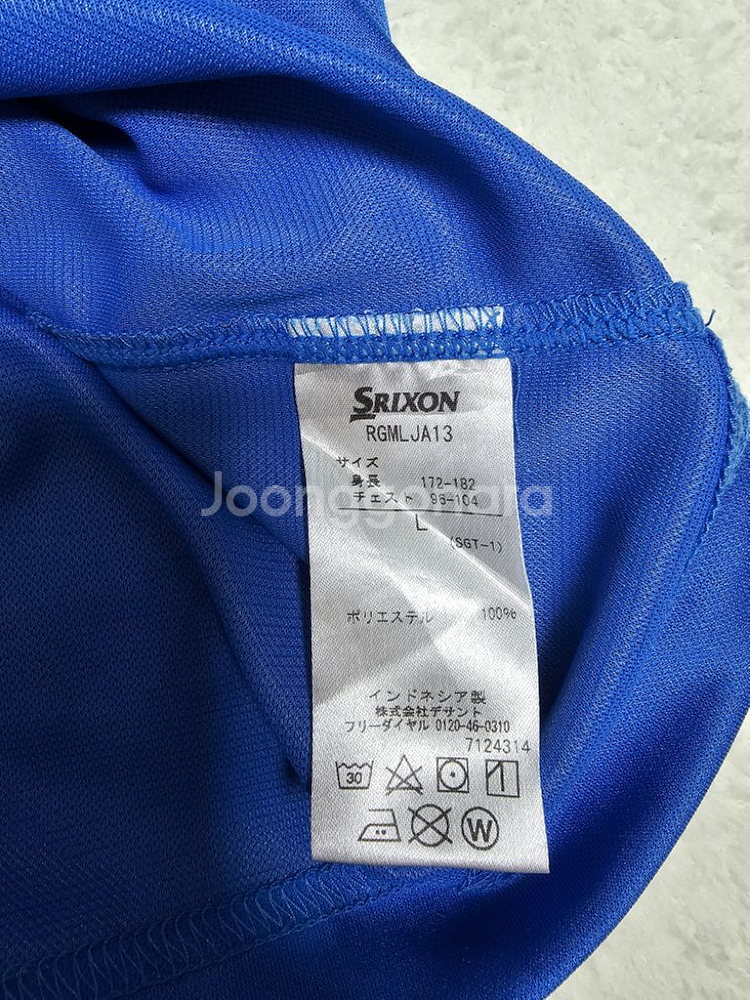 SRIXON
RGMLJA13
サイズ
身長 172-182
チェスト 96-104
L
(SGT-1)
Joonggonara
ポリエステル 100%
インドネシア製
株式会社デサント
フリーダイヤル 0120-46-0310
7124314
30
W